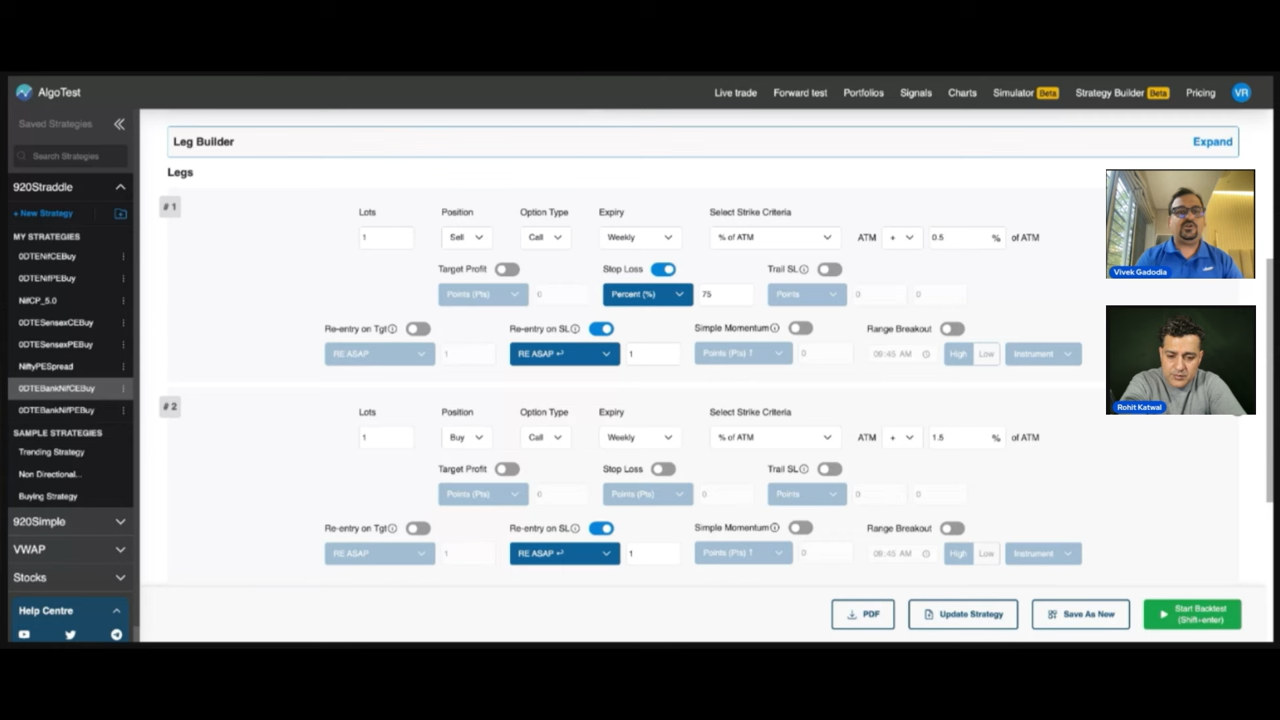 AlgoTest
Live trade
Forward test
Portfolios
Signals
Charts
Simulator Beta
Strategy Builder Beta
Pricing
VR
Saved Strategies
Search Strategies
920Straddle
+ New Strategy
MY STRATEGIES
0DTENifCEBuy
0DTENifPEBuy
NifCP_5.0
0DTESensexCEBuy
0DTESensexPEBuy
NiftyPESpread
0DTEBankNifCEBuy
0DTEBankNifPEBuy
SAMPLE STRATEGIES
Trending Strategy
Non Directional...
Buying Strategy
920Simple
VWAP
Stocks
Help Centre
Leg Builder
Expand
Legs
# 1
Lots Position Option Type Expiry Select Strike Criteria
1 Sell Call Weekly % of ATM ATM + 0.5 % of ATM
Target Profit Stop Loss Trail SL
Points (Pts) 0 Percent (%) 75 Points 0 0
Re-entry on Tgt Re-entry on SL Simple Momentum Range Breakout
RE ASAP 1 RE ASAP ↵ 1 Points (Pts) ↑ 0 09:45 AM High Low Instrument
# 2
Lots Position Option Type Expiry Select Strike Criteria
1 Buy Call Weekly % of ATM ATM + 1.5 % of ATM
Target Profit Stop Loss Trail SL
Points (Pts) 0 Points (Pts) 0 Points 0 0
Re-entry on Tgt Re-entry on SL Simple Momentum Range Breakout
RE ASAP 1 RE ASAP ↵ 1 Points (Pts) ↑ 0 09:45 AM High Low Instrument
PDF
Update Strategy
Save As New
Start Backtest
(Shift+enter)
Vivek Gadodia
Rohit Katwal